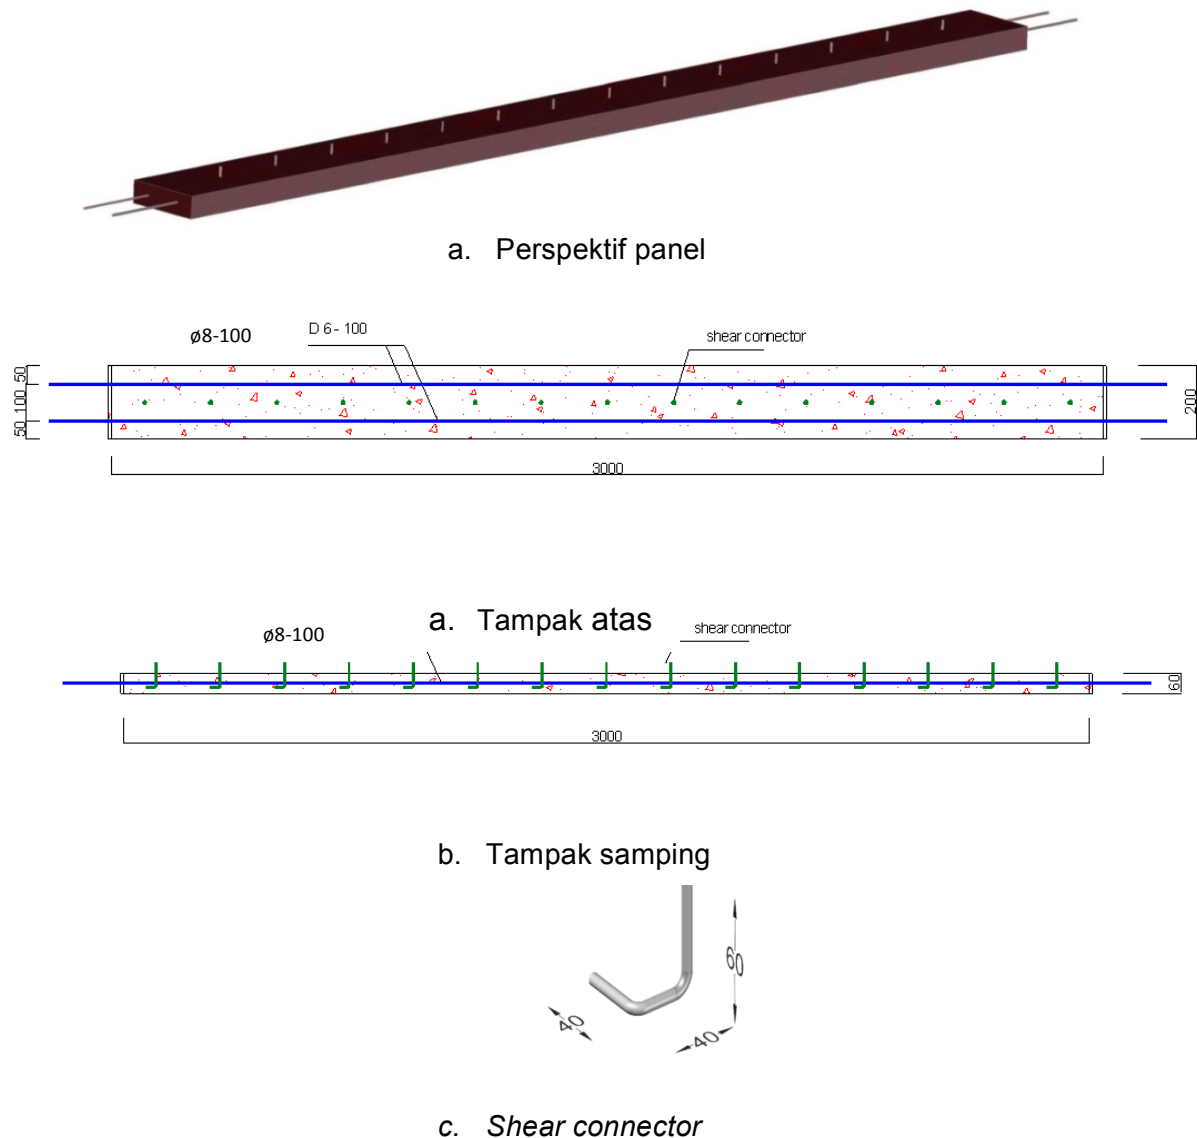 a. Perspektif panel
ø8-100
D 6 - 100
shear connector
50
100
50
200
3000
a. Tampak atas
ø8-100
shear connector
60
3000
b. Tampak samping
60
40
40
c. Shear connector